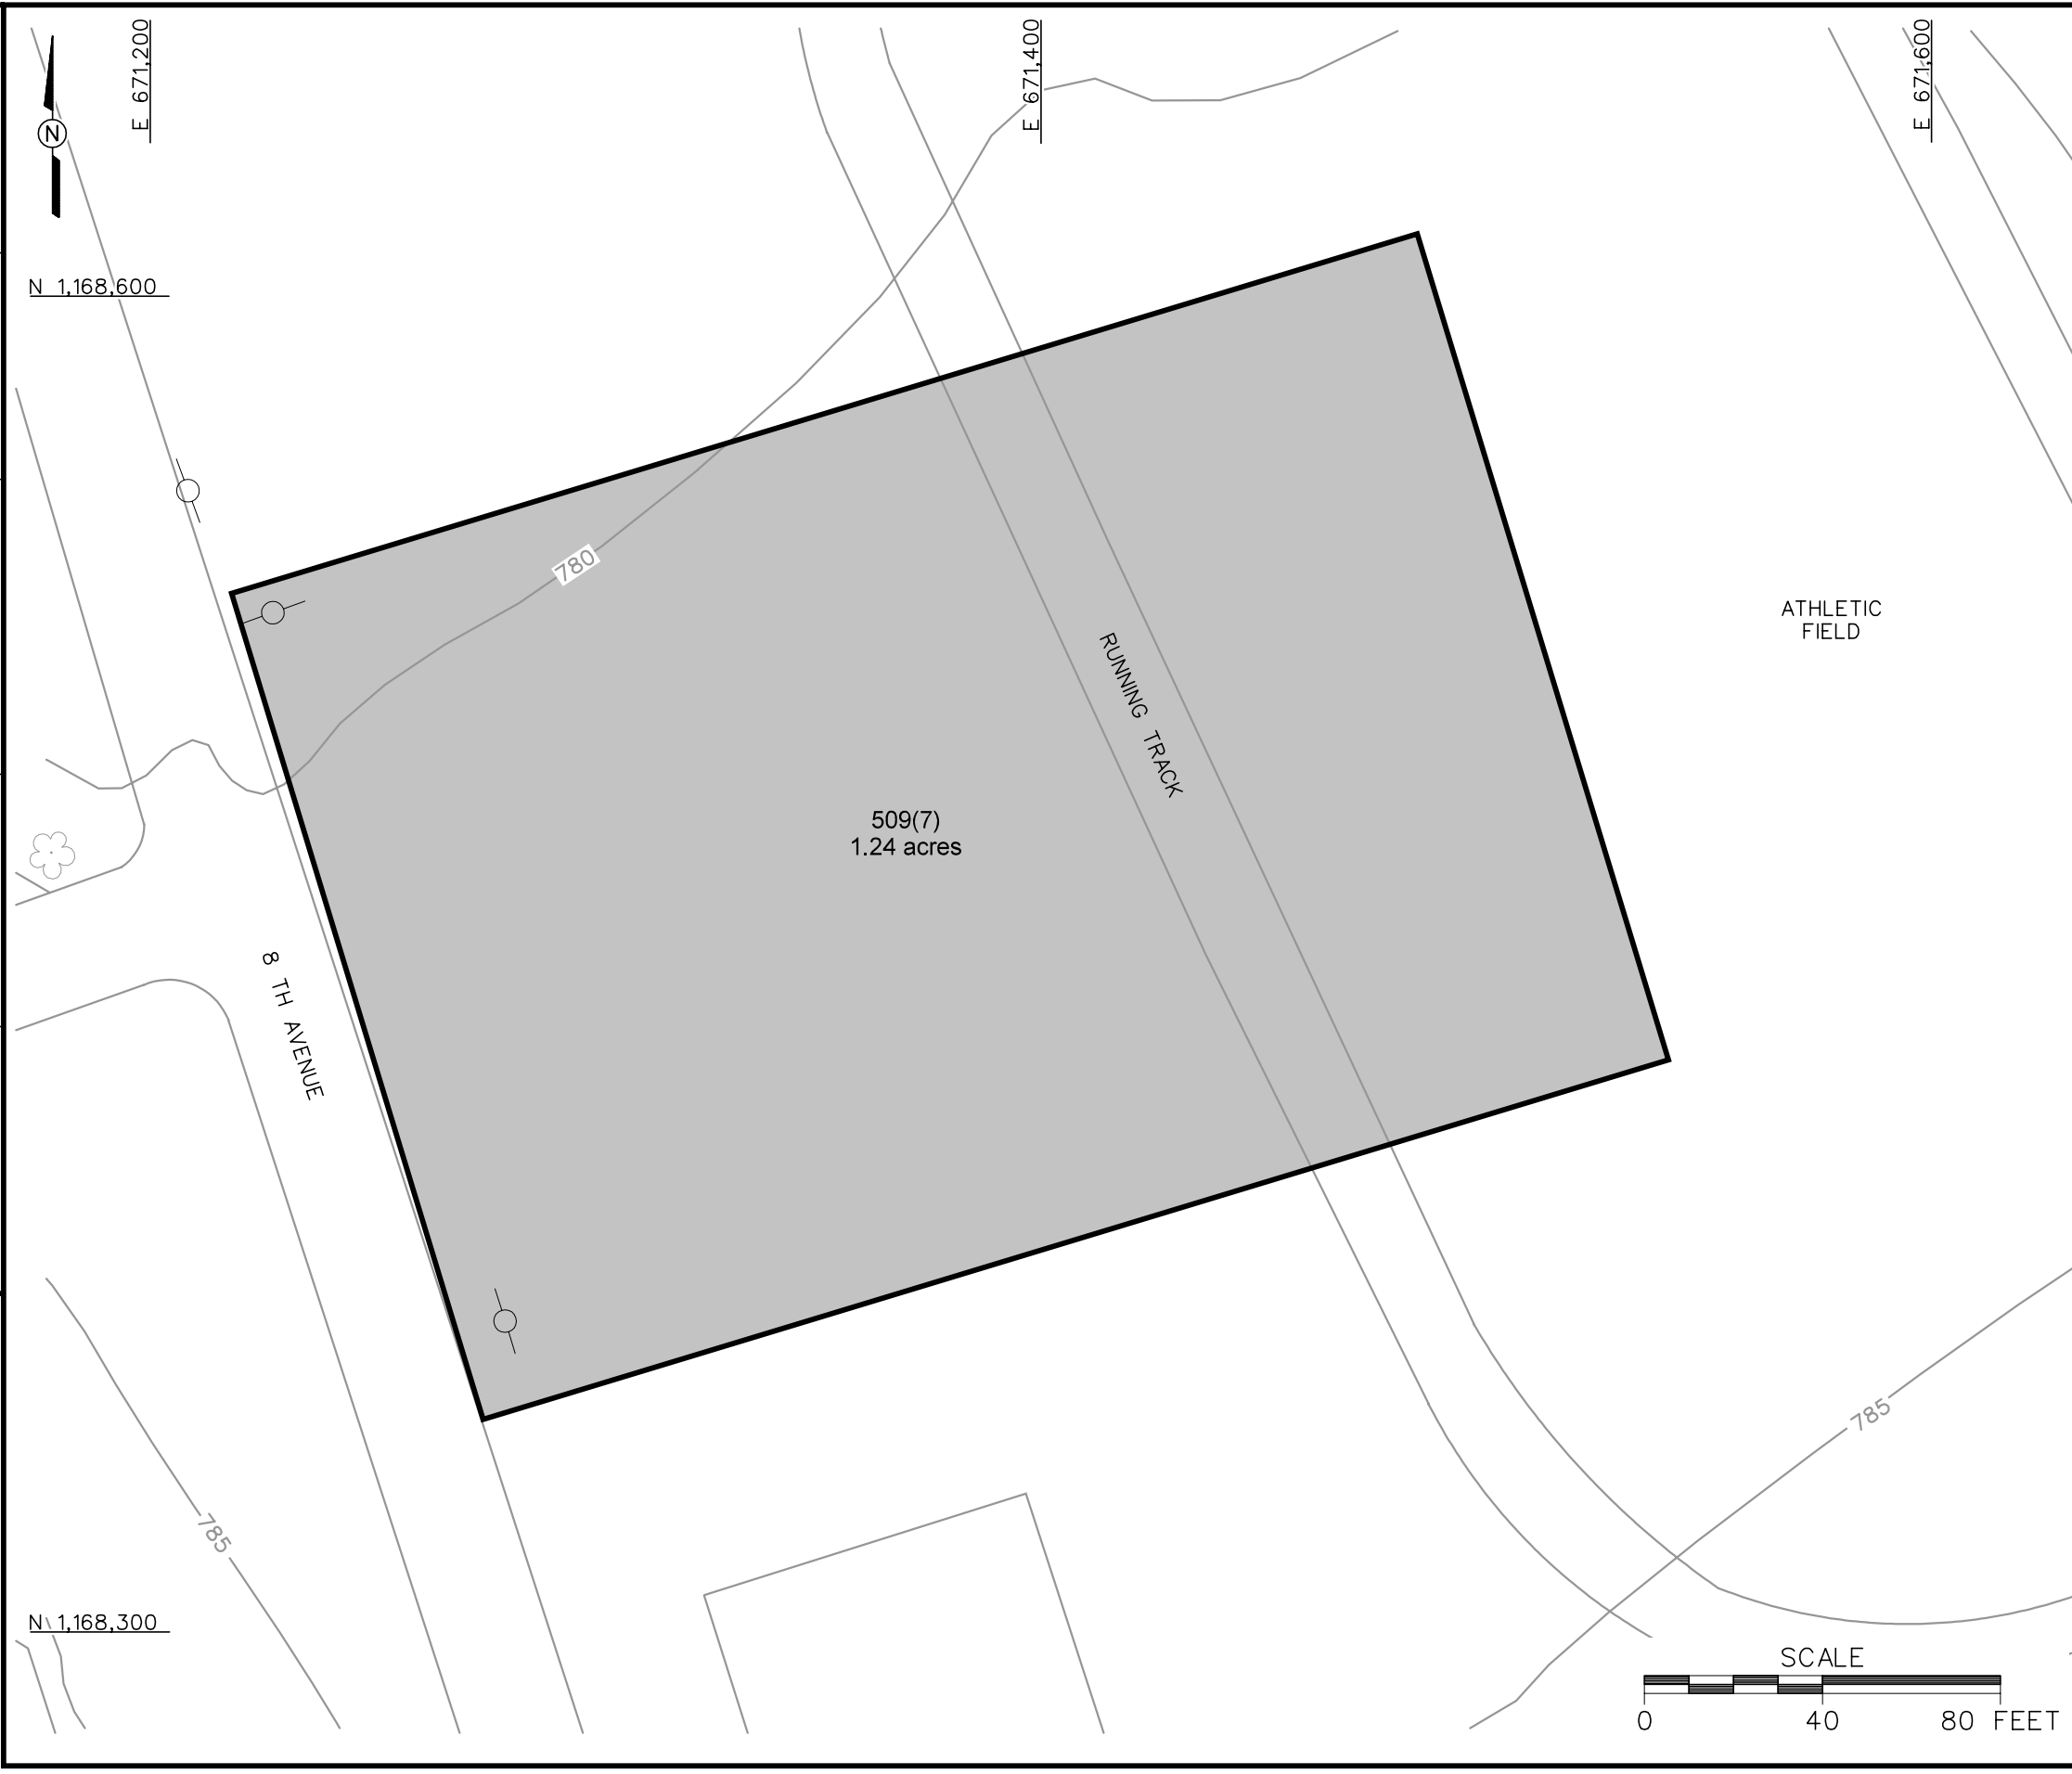 E 671,200
E 671,400
E 671,600
N
N 1,168,600
780
ATHLETIC
FIELD
RUNNING TRACK
509(7)
1.24 acres
8 TH AVENUE
785
785
N 1,168,300
SCALE
0 40 80 FEET